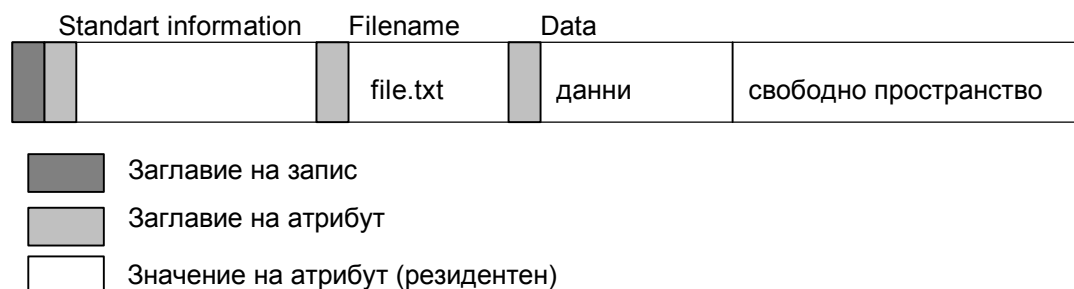 Standart information Filename Data
file.txt данни свободно пространство
Заглавие на запис
Заглавие на атрибут
Значение на атрибут (резидентен)